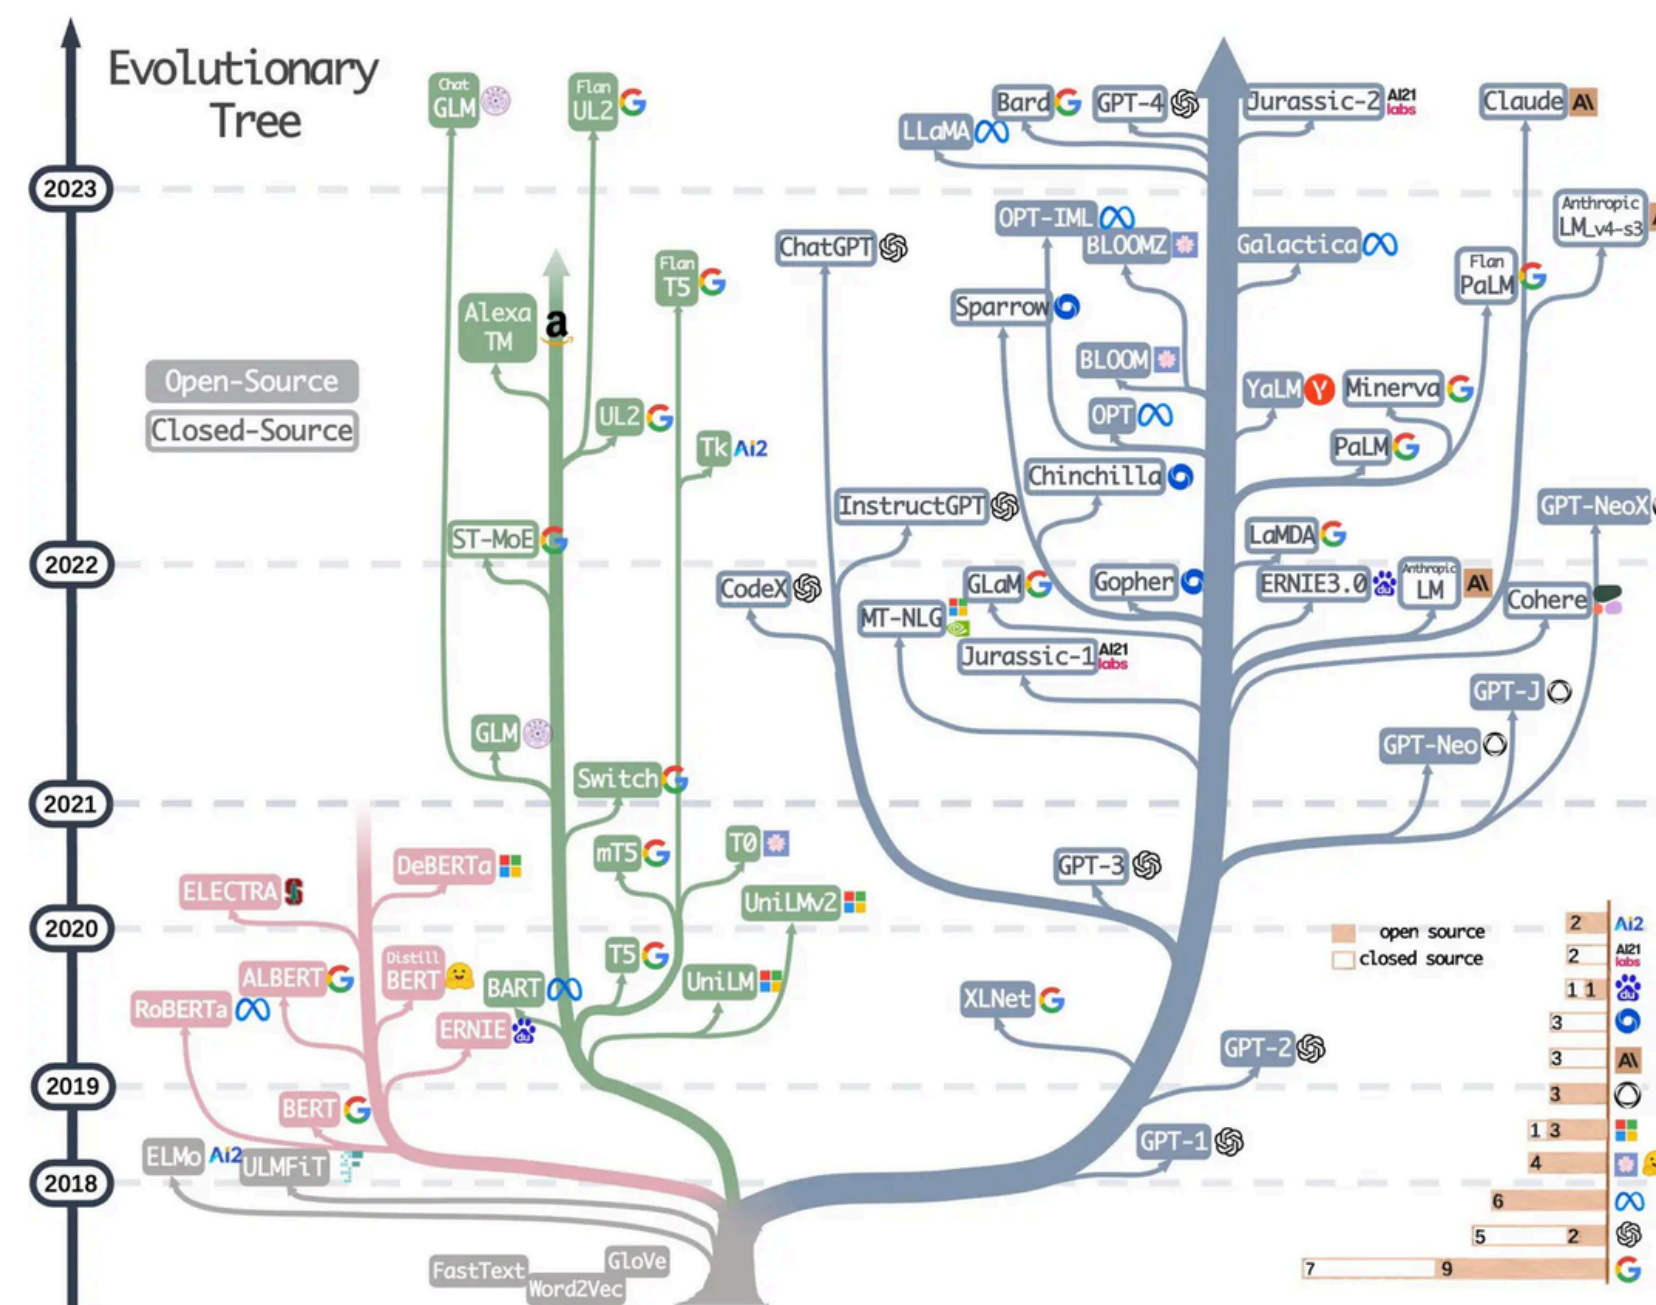 Evolutionary
Tree
2023
2022
2021
2020
2019
2018
Open-Source
Closed-Source
Chat
GLM
Flan
UL2
Alexa
TM
a
Flan
T5
UL2
Tk
AI2
ST-MoE
GLM
Switch
mT5
T0
UniLMv2
T5
UniLM
BART
DeBERTa
ELECTRA
S
Distill
BERT
ALBERT
RoBERTa
ERNIE
du
BERT
ELMo
AI2
ULMFiT
FastText
Word2Vec
GloVe
Bard
GPT-4
Jurassic-2
AI21
labs
Claude
A\
LLaMA
Anthropic
LM_v4-s3
OPT-IML
BLOOMZ
Galactica
ChatGPT
Flan
PaLM
Sparrow
BLOOM
YaLM
Y
Minerva
OPT
PaLM
Chinchilla
InstructGPT
GPT-NeoX
LaMDA
CodeX
GLaM
Gopher
ERNIE3.0
du
Anthropic
LM
A\
Cohere
MT-NLG
Jurassic-1
AI21
labs
GPT-J
GPT-Neo
GPT-3
XLNet
GPT-2
GPT-1
open source
closed source
2
AI2
2
AI21
labs
1 1
du
3
3
A\
3
1 3
4
6
5 2
7 9